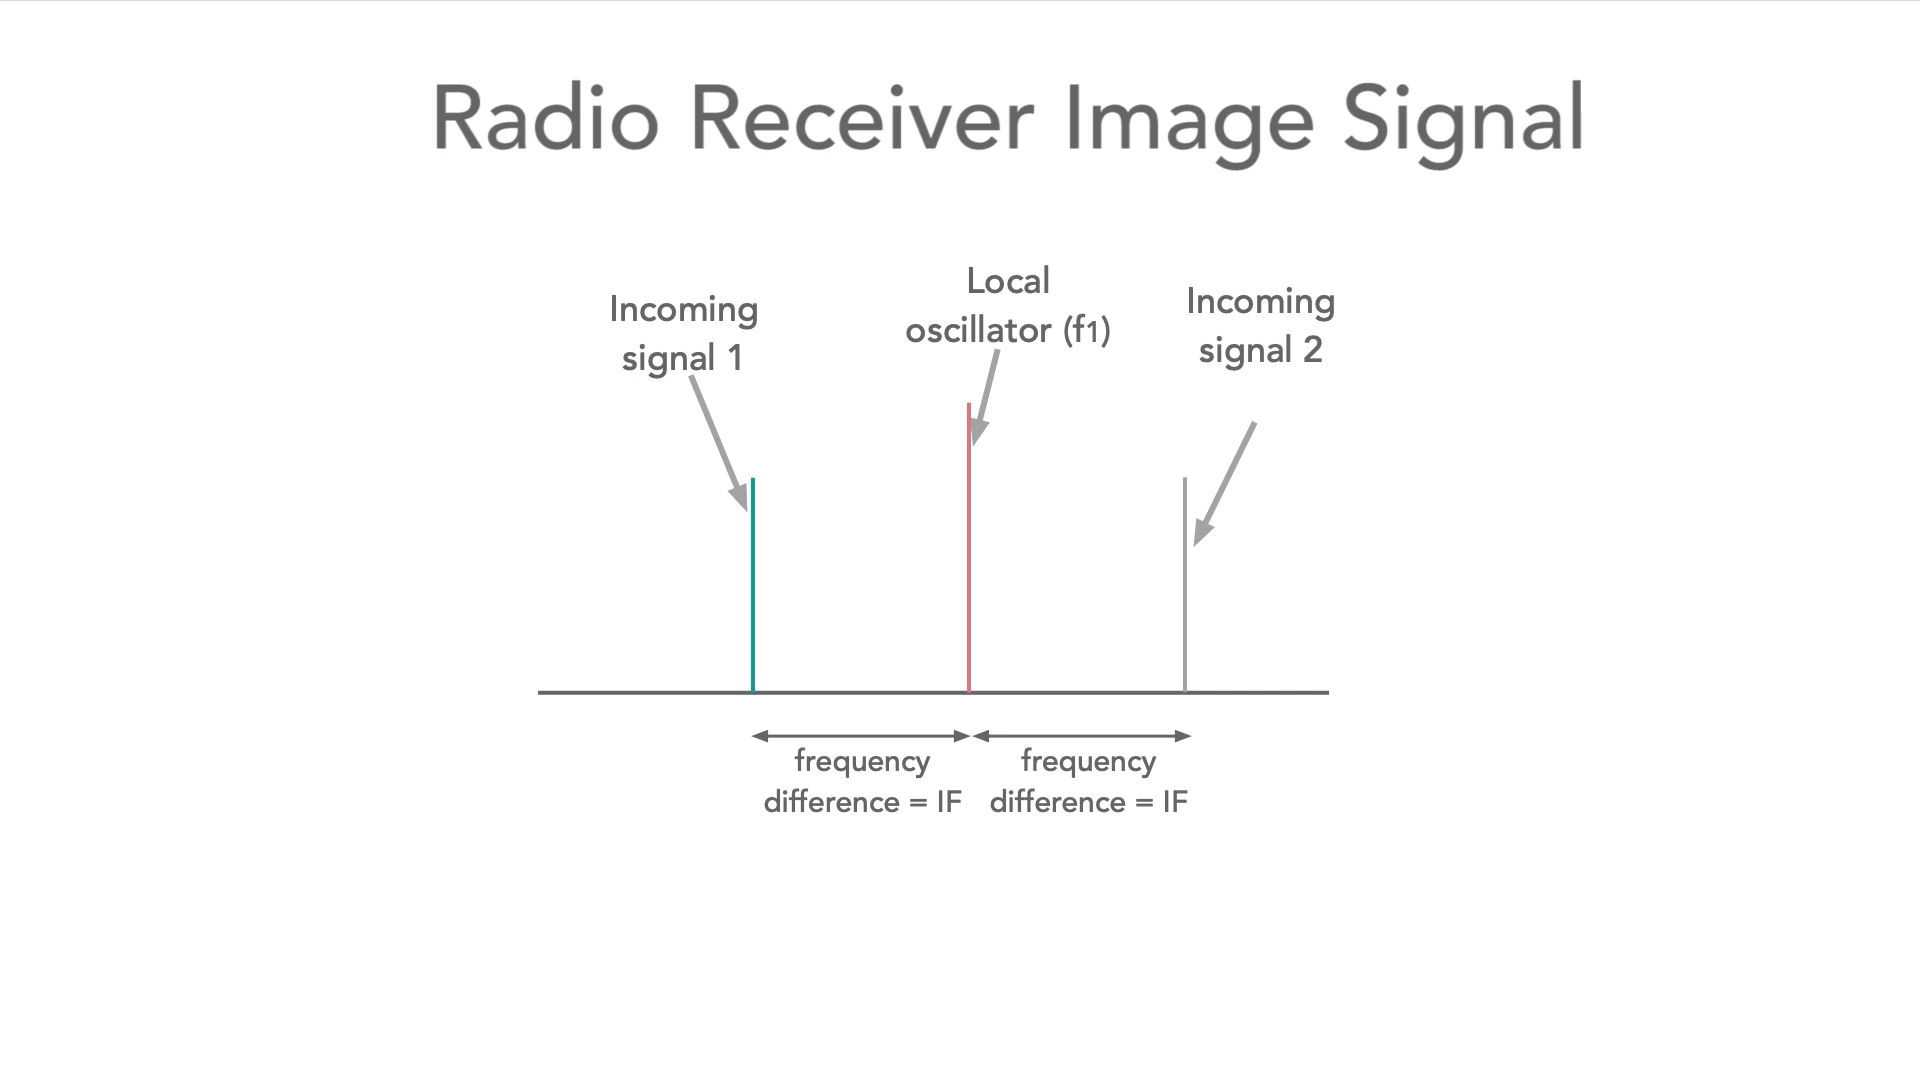 Radio Receiver Image Signal
Incoming
signal 1
Local
oscillator (f1)
Incoming
signal 2
frequency
difference = IF
frequency
difference = IF